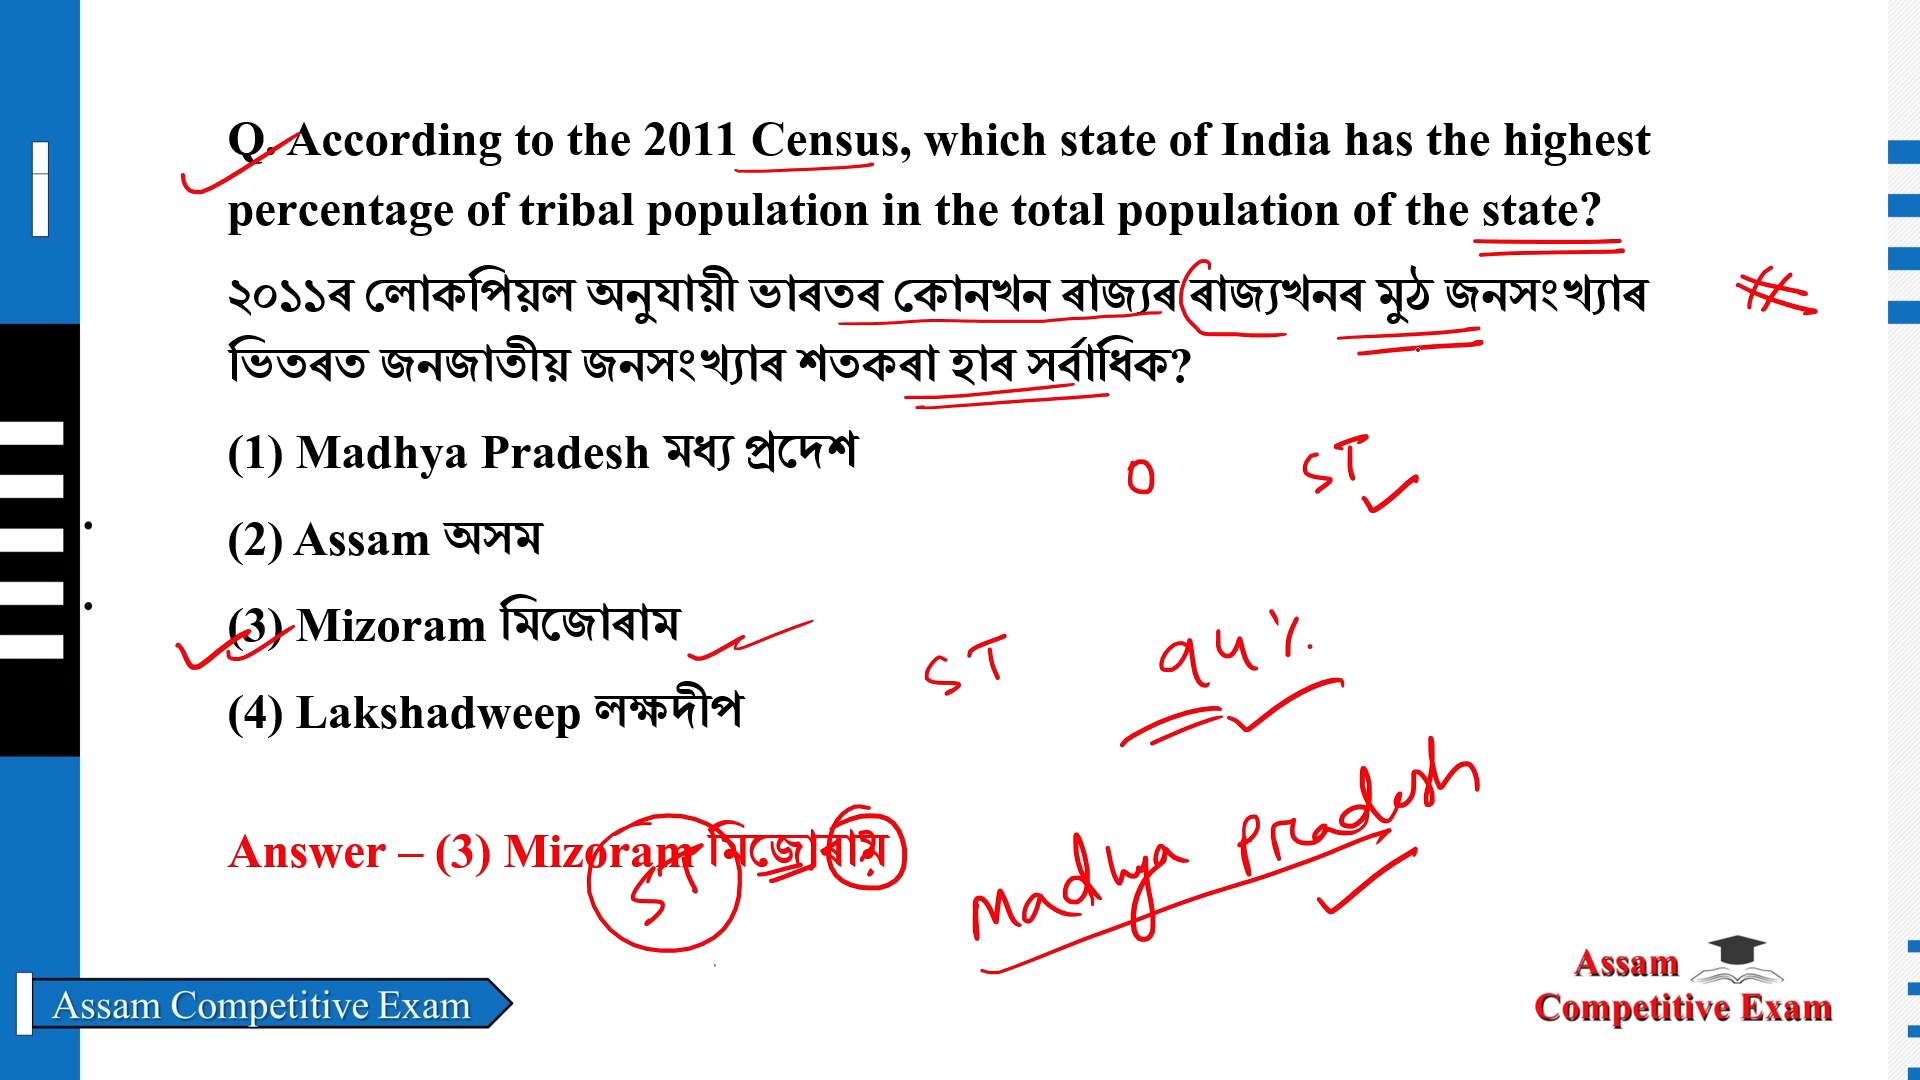 Q. According to the 2011 Census, which state of India has the highest
percentage of tribal population in the total population of the state?
২০১১ৰ লোকপিয়ল অনুযায়ী ভাৰতৰ কোনখন ৰাজ্যৰ ৰাজ্যখনৰ মুঠ জনসংখ্যাৰ
ভিতৰত জনজাতীয় জনসংখ্যাৰ শতকৰা হাৰ সৰ্বাধিক?
(1) Madhya Pradesh মধ্য প্ৰদেশ
0 ST
(2) Assam অসম
(3) Mizoram মিজোৰাম
ST 94%
(4) Lakshadweep লক্ষদীপ
Answer – (3) Mizoram মিজোৰাম
ST
Madhya Pradesh
Assam Competitive Exam
Assam
Competitive Exam